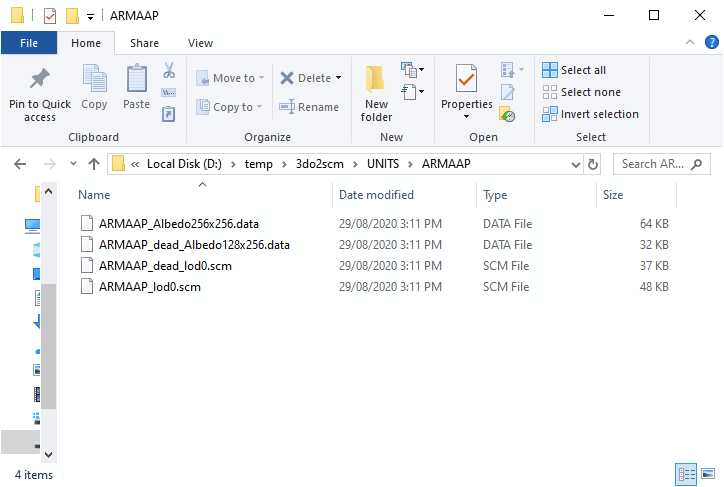 ARMAAP
File Home Share View
Pin to Quick access
Copy
Paste
Clipboard
Move to
Copy to
Delete
Rename
Organize
New folder
New
Properties
Open
Select all
Select none
Invert selection
Select
« Local Disk (D:) › temp › 3do2scm › UNITS › ARMAAP
Search AR...
Name Date modified Type Size
ARMAAP_Albedo256x256.data 29/08/2020 3:11 PM DATA File 64 KB
ARMAAP_dead_Albedo128x256.data 29/08/2020 3:11 PM DATA File 32 KB
ARMAAP_dead_lod0.scm 29/08/2020 3:11 PM SCM File 37 KB
ARMAAP_lod0.scm 29/08/2020 3:11 PM SCM File 48 KB
4 items